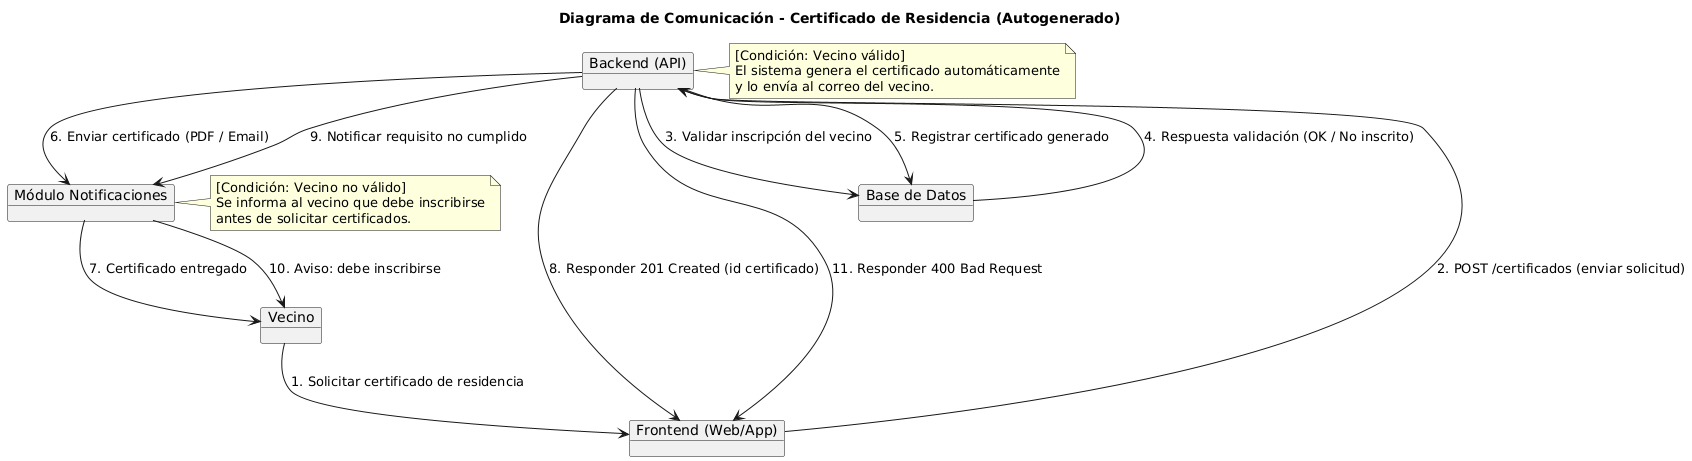 Diagrama de Comunicación - Certificado de Residencia (Autogenerado)
Backend (API)
[Condición: Vecino válido]
El sistema genera el certificado automáticamente
y lo envía al correo del vecino.
6. Enviar certificado (PDF / Email)
9. Notificar requisito no cumplido
3. Validar inscripción del vecino
5. Registrar certificado generado
4. Respuesta validación (OK / No inscrito)
Módulo Notificaciones
[Condición: Vecino no válido]
Se informa al vecino que debe inscribirse
antes de solicitar certificados.
Base de Datos
7. Certificado entregado
10. Aviso: debe inscribirse
8. Responder 201 Created (id certificado)
11. Responder 400 Bad Request
2. POST /certificados (enviar solicitud)
Vecino
1. Solicitar certificado de residencia
Frontend (Web/App)